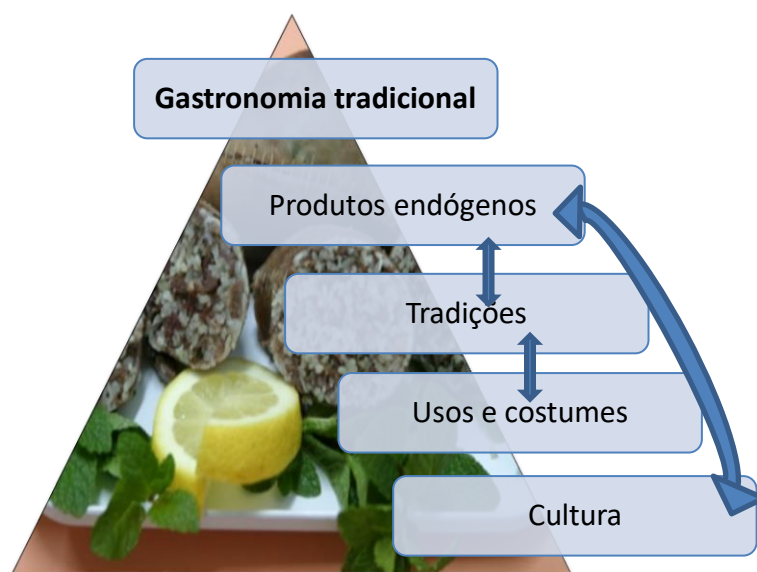 Gastronomia tradicional
Produtos endógenos
Tradições
Usos e costumes
Cultura